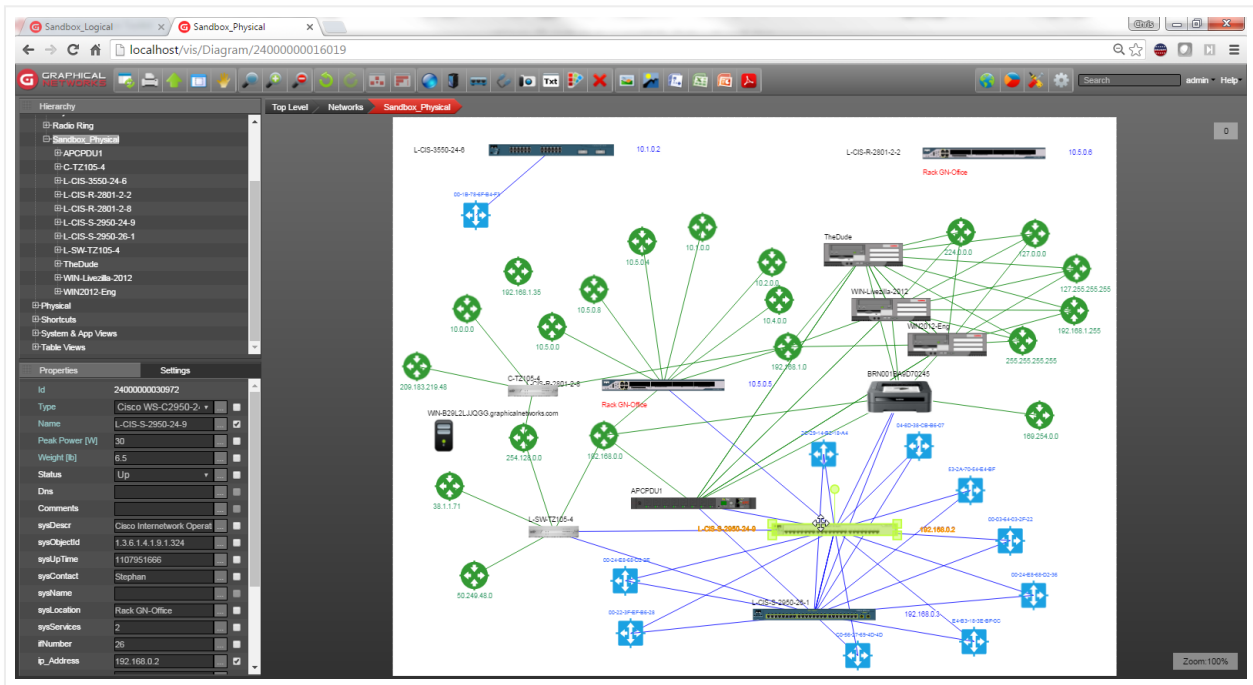 Sandbox_Logical
Sandbox_Physical
Chris
localhost/vis/Diagram/24000000016019
GRAPHICAL
NETWORKS
Txt
Search
admin
Help
Hierarchy
Top Level
Networks
Sandbox_Physical
Radio Ring
Sandbox_Physical
APCPDU1
C-TZ105-4
L-CIS-3550-24-6
L-CIS-R-2801-2-2
L-CIS-R-2801-2-8
L-CIS-S-2950-24-9
L-CIS-S-2950-26-1
L-SW-TZ105-4
TheDude
WIN-Livezilla-2012
WIN2012-Eng
Physical
Shortcuts
System & App Views
Table Views
Properties
Settings
Id
24000000030972
Type
Cisco WS-C2950-2
Name
L-CIS-S-2950-24-9
Peak Power [W]
30
Weight [lb]
6.5
Status
Up
Dns
Comments
sysDescr
Cisco Internetwork Operat
sysObjectId
1.3.6.1.4.1.9.1.324
sysUpTime
1107951666
sysContact
Stephan
sysName
sysLocation
Rack GN-Office
sysServices
2
ifNumber
26
ip_Address
192.168.0.2
0
L-CIS-3550-24-6
10.1.0.2
L-CIS-R-2801-2-2
10.5.0.6
Rack GN-Office
10.1.0.0
10.5.0.4
TheDude
224.0.0.0
127.0.0.0
192.168.1.35
10.2.0.0
10.5.0.8
WIN-Livezilla-2012
127.255.255.255
10.0.0.0
10.4.0.0
WIN2012-Eng
192.168.1.255
10.5.0.0
192.168.1.0
255.255.255.255
BRN001BA9D70245
C-TZ105-4
209.183.219.48
L-CIS-R-2801-2-8
10.5.0.5
Rack GN-Office
WIN-B29L2LJJQGG.graphicalnetworks.com
169.254.0.0
254.128.0.0
192.168.0.0
38.1.1.71
APCPDU1
L-SW-TZ105-4
L-CIS-S-2950-24-9
192.168.0.2
50.249.48.0
L-CIS-S-2950-26-1
192.168.0.3
Zoom:100%